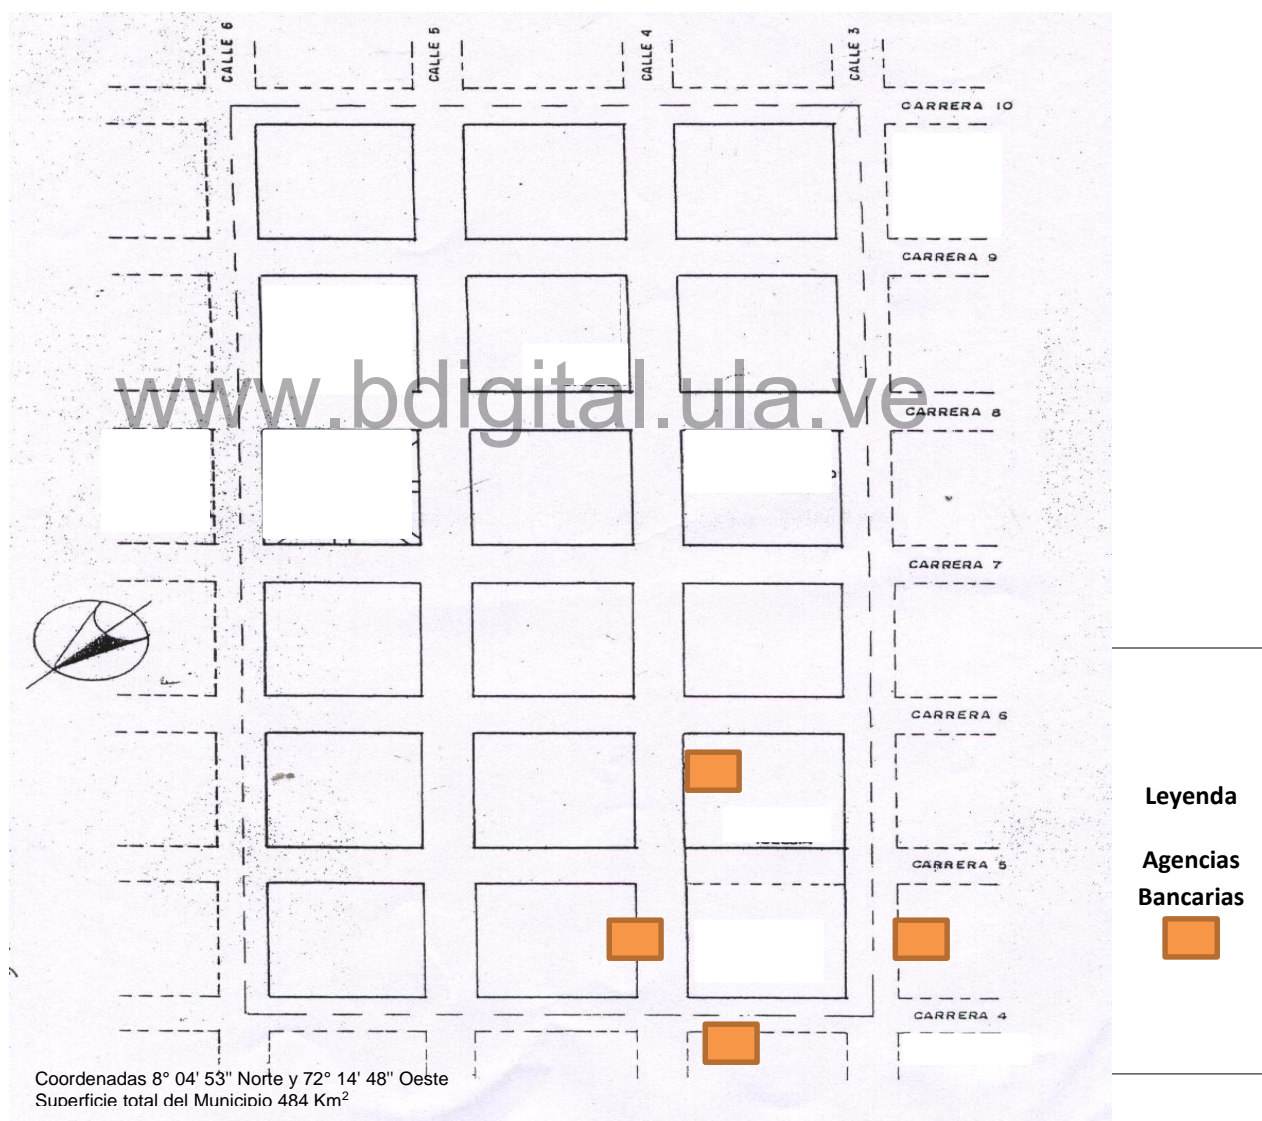 CALLE 6
CALLE 5
CALLE 4
CALLE 3
CARRERA 10
CARRERA 9
www.bdigital.ula.ve
CARRERA 8
CARRERA 7
CARRERA 6
Leyenda
Agencias
Bancarias
CARRERA 5
CARRERA 4
Coordenadas 8° 04' 53" Norte y 72° 14' 48" Oeste
Superficie total del Municipio 484 Km²